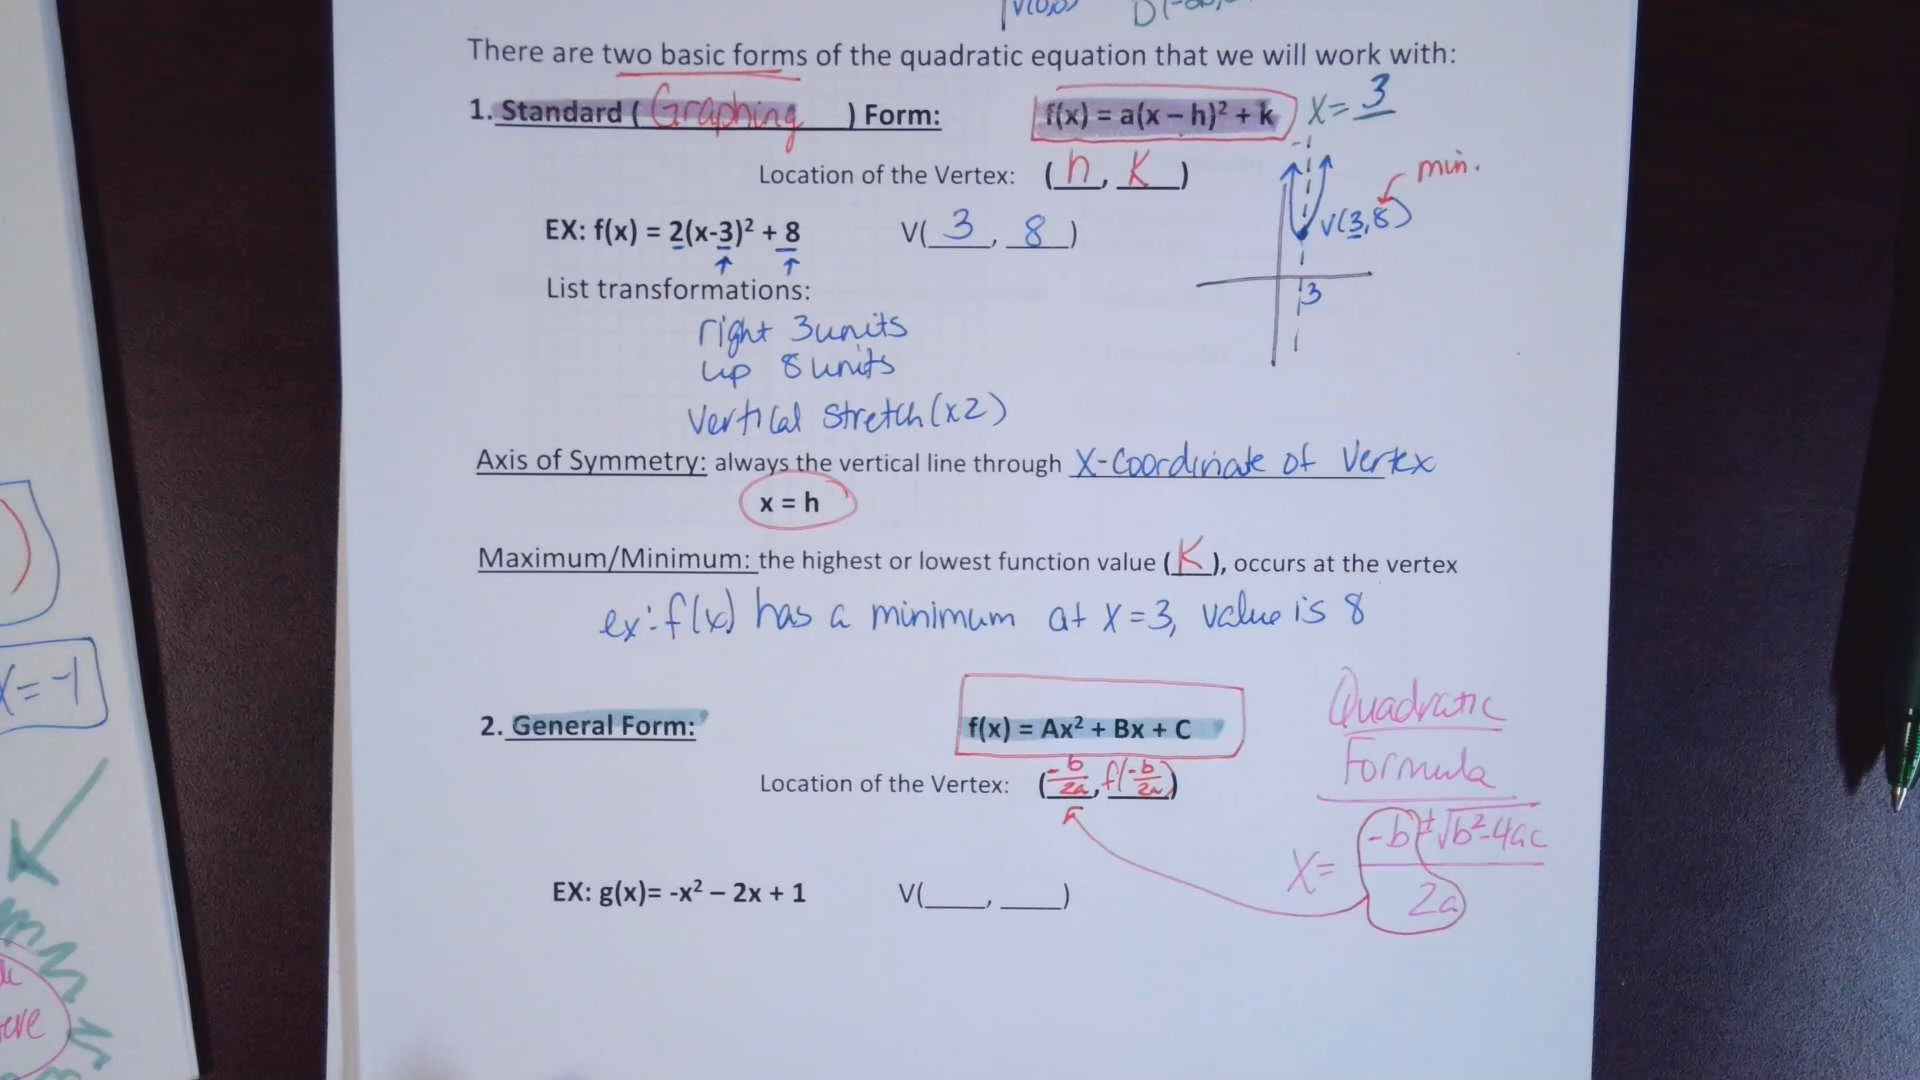 V(0,0)
There are two basic forms of the quadratic equation that we will work with:
1. Standard ( Graphing ) Form: f(x) = a(x – h)² + k X= 3
Location of the Vertex: ( h, K )
min.
EX: f(x) = 2(x-3)² + 8 V( 3 , 8 ) V(3,8)
List transformations: 3
right 3 units
up 8 units
Vertical Stretch (x2)
Axis of Symmetry: always the vertical line through X-Coordinate of Vertex
x = h
Maximum/Minimum: the highest or lowest function value ( K ), occurs at the vertex
ex: f(x) has a minimum at X=3, value is 8
X=-1
Quadratic
2. General Form: f(x) = Ax² + Bx + C
Formula
Location of the Vertex: (-b/2a, f(-b/2a))
X= -b±√b²-4ac / 2a
EX: g(x)= -x² – 2x + 1 V(____, ____)